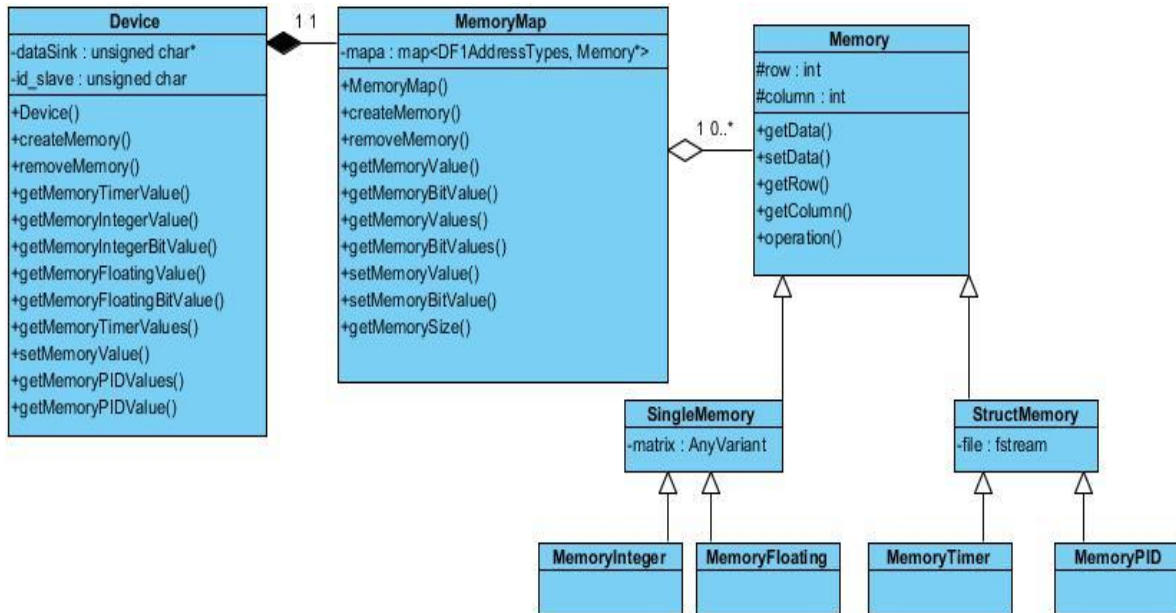 Device
-dataSink : unsigned char*
-id_slave : unsigned char
+Device()
+createMemory()
+removeMemory()
+getMemoryTimerValue()
+getMemoryIntegerValue()
+getMemoryIntegerBitValue()
+getMemoryFloatingValue()
+getMemoryFloatingBitValue()
+getMemoryTimerValues()
+setMemoryValue()
+getMemoryPIDValues()
+getMemoryPIDValue()
1 1
MemoryMap
-mapa : map<DF1AddressTypes, Memory*>
+MemoryMap()
+createMemory()
+removeMemory()
+getMemoryValue()
+getMemoryBitValue()
+getMemoryValues()
+getMemoryBitValues()
+setMemoryValue()
+setMemoryBitValue()
+getMemorySize()
1 0..*
Memory
#row : int
#column : int
+getData()
+setData()
+getRow()
+getColumn()
+operation()
SingleMemory
-matrix : AnyVariant
StructMemory
-file : fstream
MemoryInteger
MemoryFloating
MemoryTimer
MemoryPID